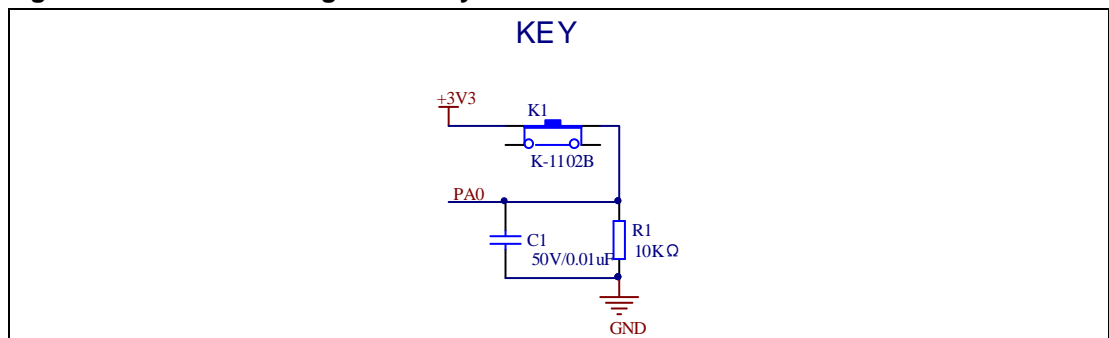 KEY
+3V3
K1
K-1102B
PA0
C1
50V/0.01uF
R1
10KΩ
GND